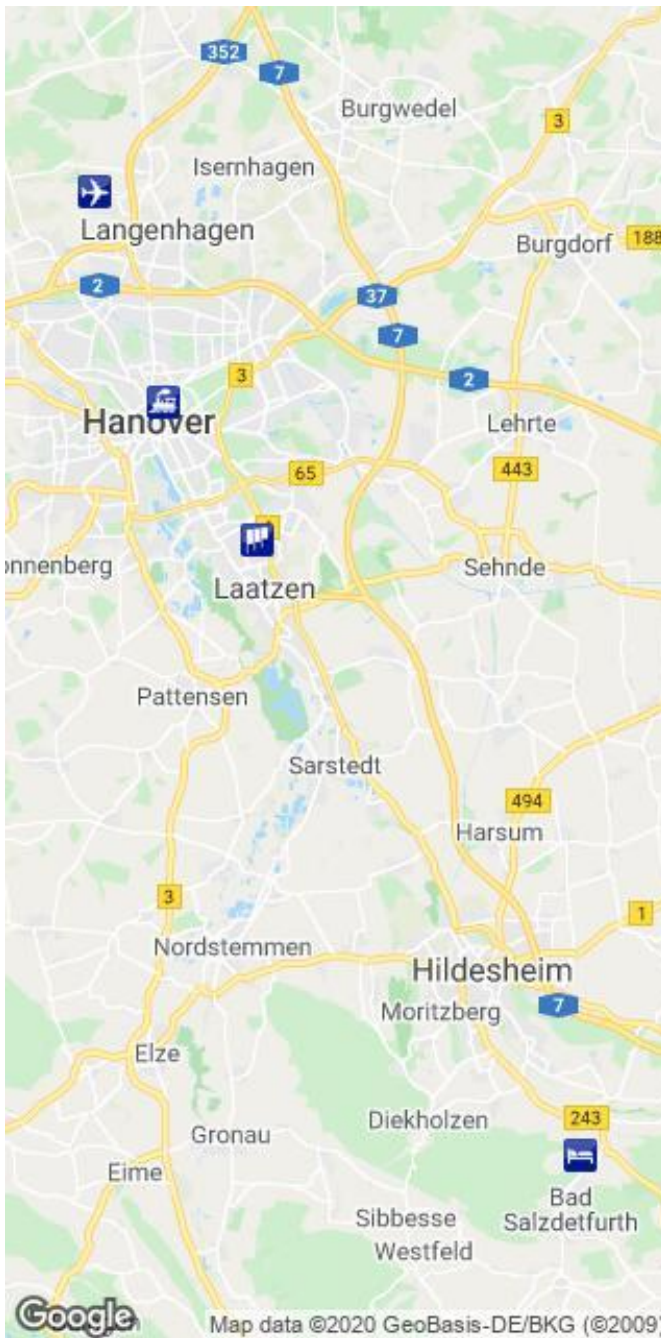 352
7
Burgwedel
3
Isernhagen
Langenhagen
188
Burgdorf
2
37
7
3
2
Hanover
Lehrte
65
443
onnenberg
Sehnde
Laatzen
Pattensen
Sarstedt
494
Harsum
3
1
Nordstemmen
Hildesheim
7
Moritzberg
Elze
243
Diekholzen
Gronau
Eime
Bad
Salzdetfurth
Sibbesse
Westfeld
Google
Map data ©2020 GeoBasis-DE/BKG (©2009